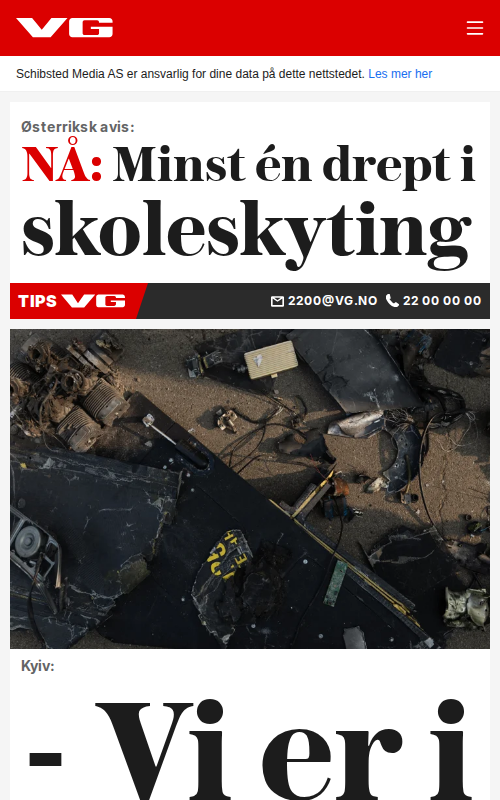 VG
Schibsted Media AS er ansvarlig for dine data på dette nettstedet. Les mer her
Østerriksk avis:
NÅ: Minst én drept i
skoleskyting
TIPS VG 2200@VG.NO 22 00 00 00
Kyiv:
- Vi er i